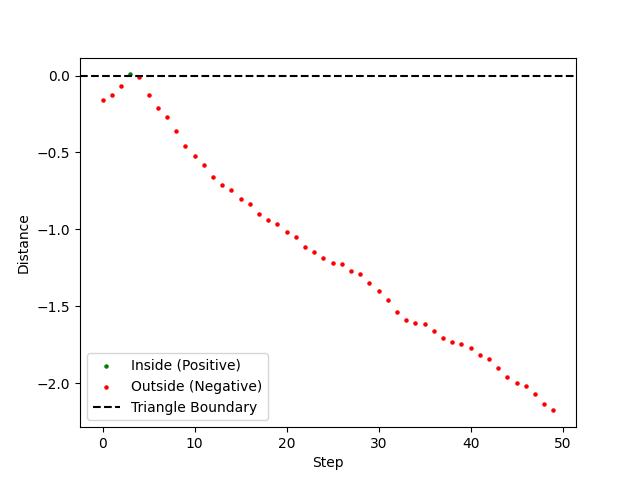 0.0
−0.5
−1.0
−1.5
−2.0
Distance
Inside (Positive)
Outside (Negative)
Triangle Boundary
0 10 20 30 40 50
Step